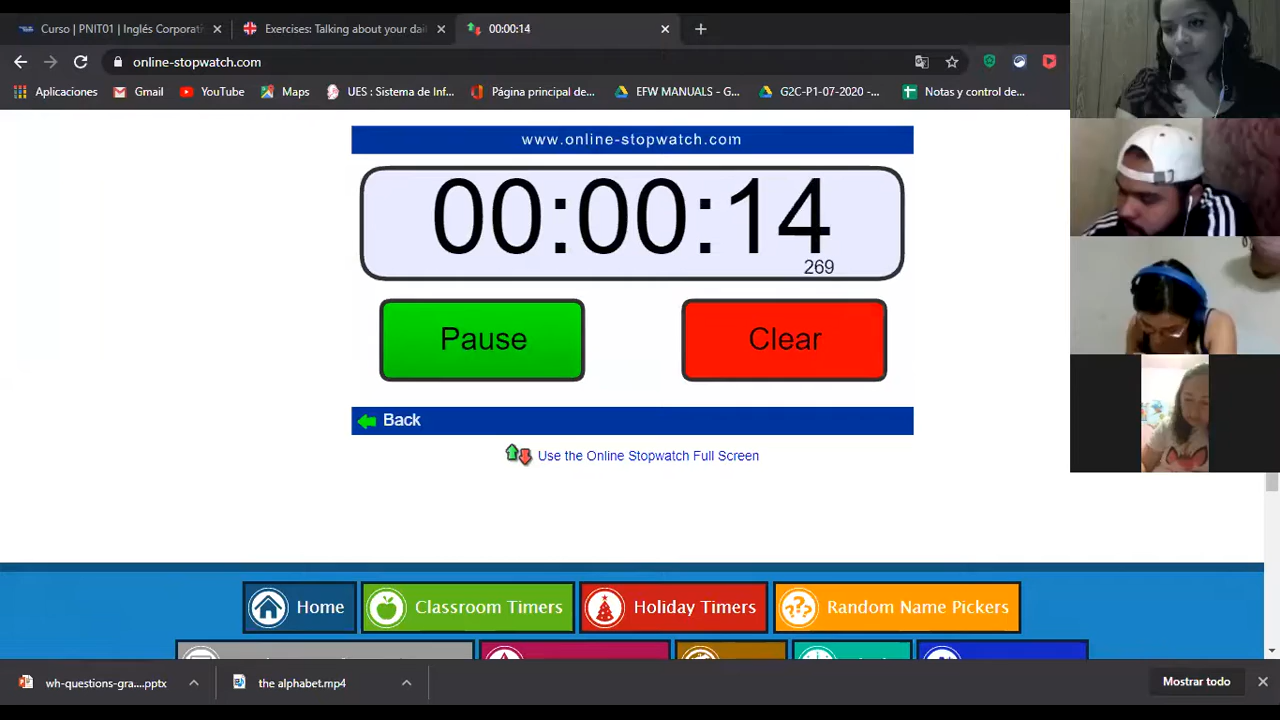 Curso | PNIT01 | Inglés Corporati
Exercises: Talking about your dai
00:00:14
online-stopwatch.com
Aplicaciones
Gmail
YouTube
Maps
UES : Sistema de Inf...
Página principal de...
EFW MANUALS - G...
G2C-P1-07-2020 -...
Notas y control de...
www.online-stopwatch.com
00:00:14
269
Pause
Clear
Back
Use the Online Stopwatch Full Screen
Home
Classroom Timers
Holiday Timers
Random Name Pickers
wh-questions-gra....pptx
the alphabet.mp4
Mostrar todo